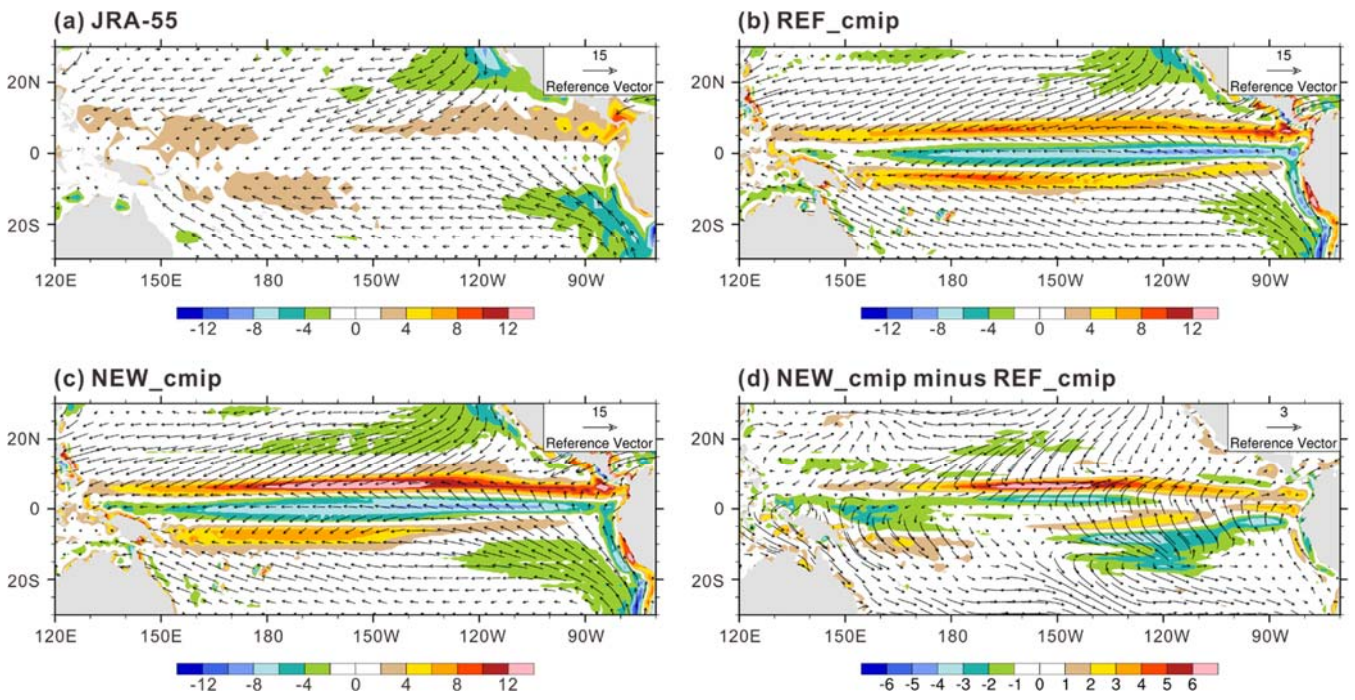 (a) JRA-55
15
Reference Vector
20N
0
20S
120E 150E 180 150W 120W 90W
-12 -8 -4 0 4 8 12
(b) REF_cmip
15
Reference Vector
20N
0
20S
120E 150E 180 150W 120W 90W
-12 -8 -4 0 4 8 12
(c) NEW_cmip
15
Reference Vector
20N
0
20S
120E 150E 180 150W 120W 90W
-12 -8 -4 0 4 8 12
(d) NEW_cmip minus REF_cmip
3
Reference Vector
20N
0
20S
120E 150E 180 150W 120W 90W
-6 -5 -4 -3 -2 -1 0 1 2 3 4 5 6